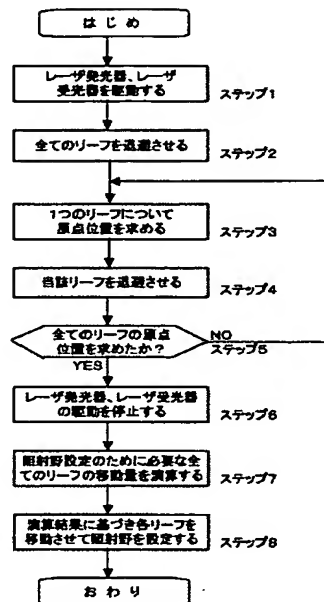 はじめ
レーザ発光器、レーザ
受光器を駆動する
ステップ1
全てのリーフを退避させる
ステップ2
1つのリーフについて
原点位置を求める
ステップ3
当該リーフを退避させる
ステップ4
全てのリーフの原点
位置を求めたか？
NO
ステップ5
YES
レーザ発光器、レーザ受光器
の駆動を停止する
ステップ6
照射野設定のために必要な全
てのリーフの移動量を演算する
ステップ7
演算結果に基づき各リーフを
移動させて照射野を設定する
ステップ8
おわり